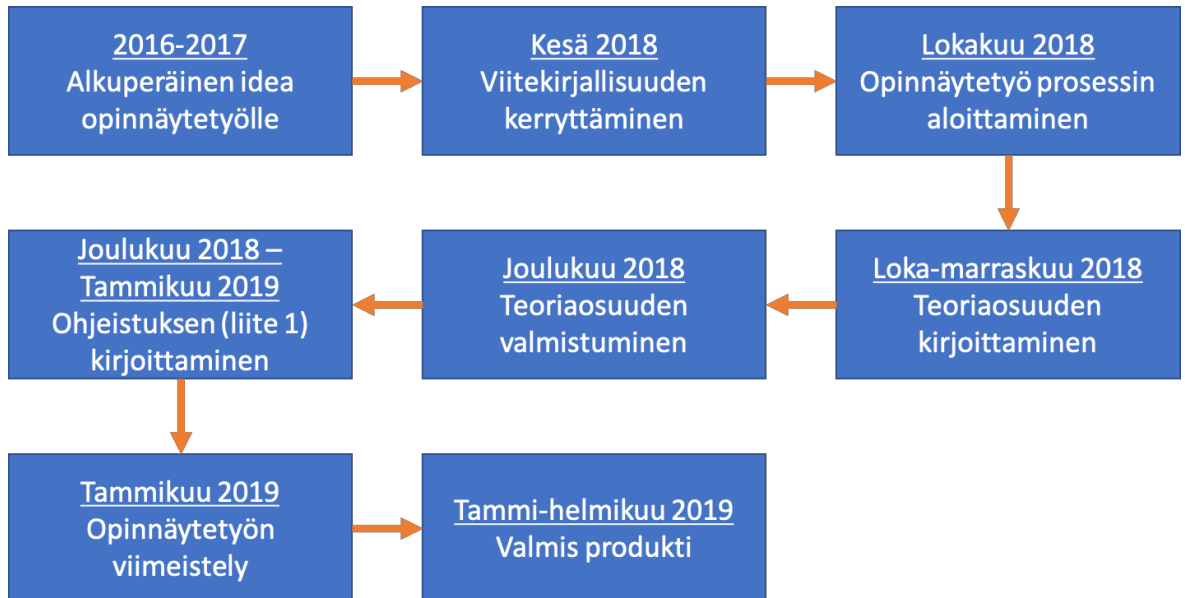 2016-2017
Alkuperäinen idea
opinnäytetyölle
Kesä 2018
Viitekirjallisuuden
kerryttäminen
Lokakuu 2018
Opinnäytetyö prosessin
aloittaminen
Loka-marraskuu 2018
Teoriaosuuden
kirjoittaminen
Joulukuu 2018
Teoriaosuuden
valmistuminen
Joulukuu 2018 –
Tammikuu 2019
Ohjeistuksen (liite 1)
kirjoittaminen
Tammikuu 2019
Opinnäytetyön
viimeistely
Tammi-helmikuu 2019
Valmis produkti